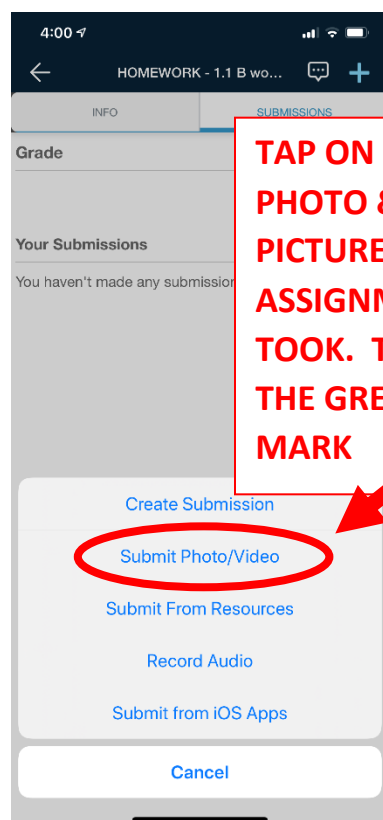 4:00
HOMEWORK - 1.1 B wo...
INFO
SUBMISSIONS
Grade
TAP ON
PHOTO &
PICTURE
ASSIGNM
TOOK. T
THE GRE
MARK
Your Submissions
You haven't made any submission
Create Submission
Submit Photo/Video
Submit From Resources
Record Audio
Submit from iOS Apps
Cancel